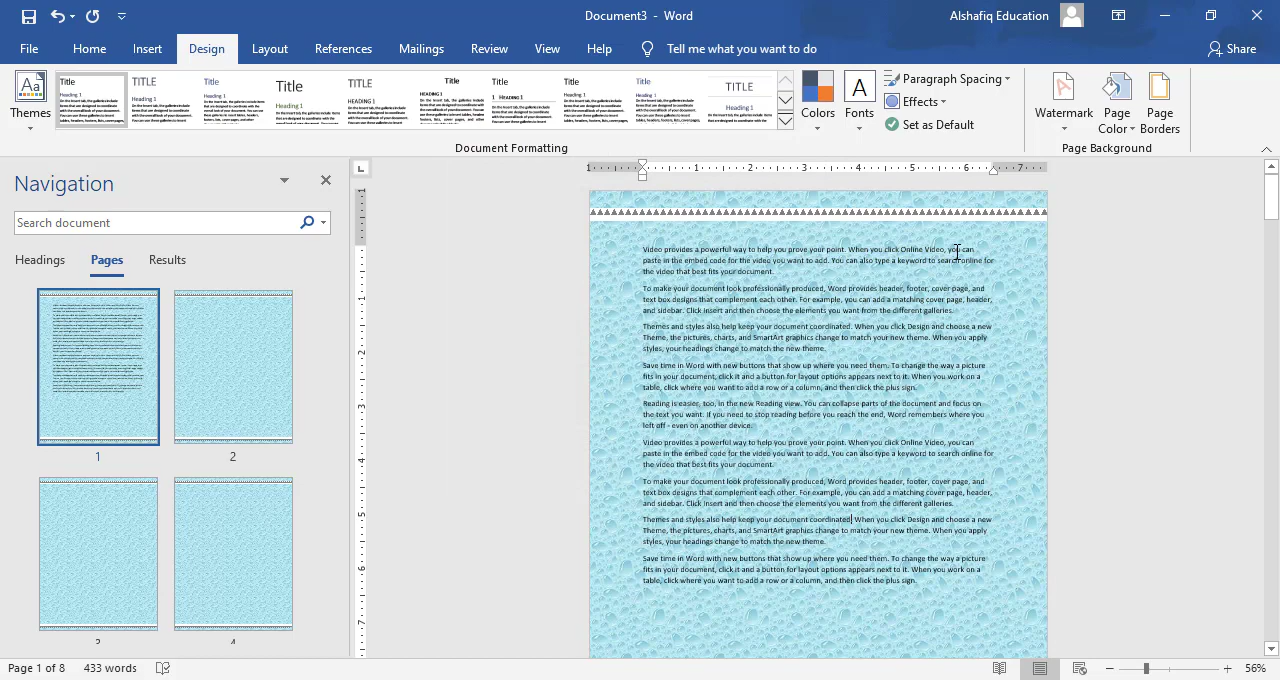 Document3 - Word
Alshafiq Education
File Home Insert Design Layout References Mailings Review View Help Tell me what you want to do Share
Themes
Title
Heading 1
TITLE
Heading 1
Title
Heading 1
Title
Heading 1
TITLE
HEADING 1
Title
HEADING 1
Title
1 HEADING 1
Title
Heading 1
Title
Heading 1
TITLE
Heading 1
Colors
Fonts
Paragraph Spacing
Effects
Set as Default
Watermark
Page Color
Page Borders
Document Formatting
Page Background
Navigation
Search document
Headings Pages Results
1
2
3
4
Video provides a powerful way to help you prove your point. When you click Online Video, you can
paste in the embed code for the video you want to add. You can also type a keyword to search online for
the video that best fits your document.
To make your document look professionally produced, Word provides header, footer, cover page, and
text box designs that complement each other. For example, you can add a matching cover page, header,
and sidebar. Click Insert and then choose the elements you want from the different galleries.
Themes and styles also help keep your document coordinated. When you click Design and choose a new
Theme, the pictures, charts, and SmartArt graphics change to match your new theme. When you apply
styles, your headings change to match the new theme.
Save time in Word with new buttons that show up where you need them. To change the way a picture
fits in your document, click it and a button for layout options appears next to it. When you work on a
table, click where you want to add a row or a column, and then click the plus sign.
Reading is easier, too, in the new Reading view. You can collapse parts of the document and focus on
the text you want. If you need to stop reading before you reach the end, Word remembers where you
left off - even on another device.
Video provides a powerful way to help you prove your point. When you click Online Video, you can
paste in the embed code for the video you want to add. You can also type a keyword to search online for
the video that best fits your document.
To make your document look professionally produced, Word provides header, footer, cover page, and
text box designs that complement each other. For example, you can add a matching cover page, header,
and sidebar. Click Insert and then choose the elements you want from the different galleries.
Themes and styles also help keep your document coordinated. When you click Design and choose a new
Theme, the pictures, charts, and SmartArt graphics change to match your new theme. When you apply
styles, your headings change to match the new theme.
Save time in Word with new buttons that show up where you need them. To change the way a picture
fits in your document, click it and a button for layout options appears next to it. When you work on a
table, click where you want to add a row or a column, and then click the plus sign.
Page 1 of 8 433 words
56%